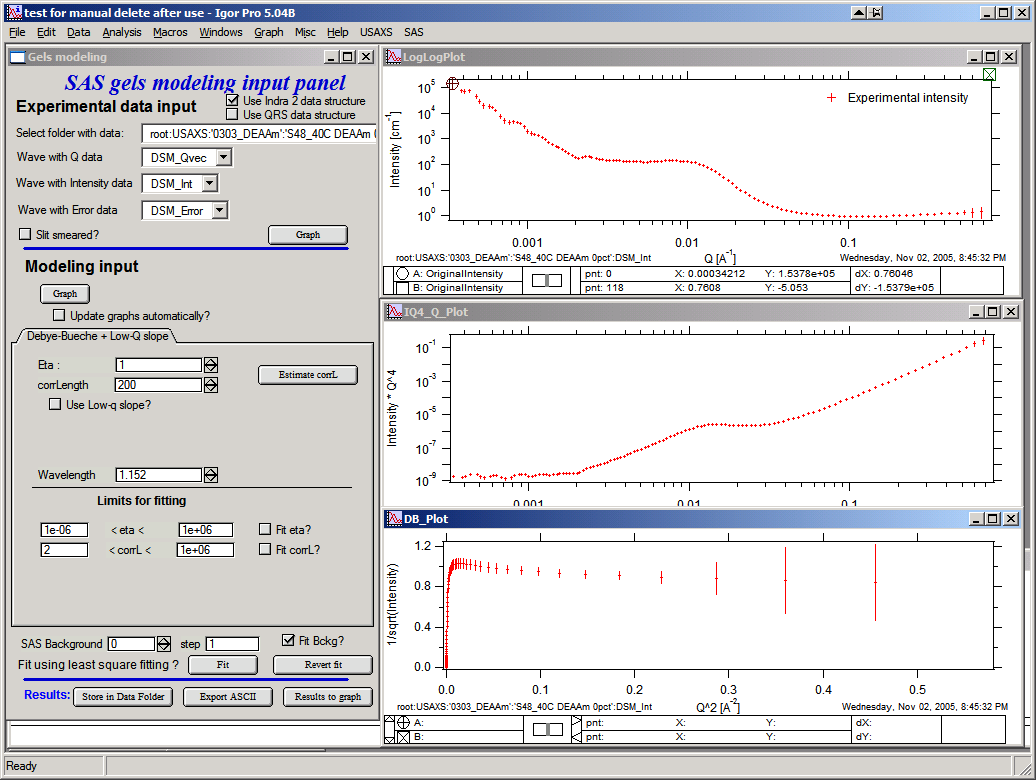 test for manual delete after use - Igor Pro 5.04B
File Edit Data Analysis Macros Windows Graph Misc Help USAXS SAS
Gels modeling
SAS gels modeling input panel
Experimental data input
Use Indra 2 data structure
Use QRS data structure
Select folder with data: root:USAXS:'0303_DEAAm':'S48_40C DEAAm 0
Wave with Q data DSM_Qvec
Wave with Intensity data DSM_Int
Wave with Error data DSM_Error
Slit smeared? Graph
Modeling input
Graph
Update graphs automatically?
Debye-Bueche + Low-Q slope
Eta : 1
corrLength 200 Estimate corrL
Use Low-q slope?
Wavelength 1.152
Limits for fitting
1e-06 < eta < 1e+06 Fit eta?
2 < corrL < 1e+06 Fit corrL?
SAS Background 0 step 1 Fit Bckg?
Fit using least square fitting ? Fit Revert fit
Results: Store in Data Folder Export ASCII Results to graph
LogLogPlot
Experimental intensity
Intensity [cm^-1]
10^5
10^4
10^3
10^2
10^1
10^0
0.001 0.01 0.1
root:USAXS:'0303_DEAAm':'S48_40C DEAAm 0pct':DSM_Int Q [A^-1] Wednesday, Nov 02, 2005, 8:45:32 PM
A: OriginalIntensity pnt: 0 X: 0.00034212 Y: 1.5378e+05 dX: 0.76046
B: OriginalIntensity pnt: 118 X: 0.7608 Y: -5.053 dY: -1.5379e+05
IQ4_Q_Plot
Intensity * Q^4
10^-1
10^-3
10^-5
10^-7
10^-9
0.001 0.01 0.1
DB_Plot
1/sqrt(Intensity)
1.2
0.8
0.4
0.0
0.0 0.1 0.2 0.3 0.4 0.5
root:USAXS:'0303_DEAAm':'S48_40C DEAAm 0pct':DSM_Int Q^2 [A^-2] Wednesday, Nov 02, 2005, 8:45:32 PM
A: pnt: X: Y: dX:
B: pnt: X: Y: dY:
Ready